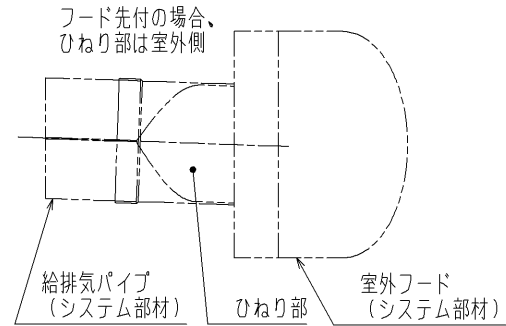 フード先付の場合、
ひねり部は室外側
給排気パイプ
(システム部材)
ひねり部
室外フード
(システム部材)